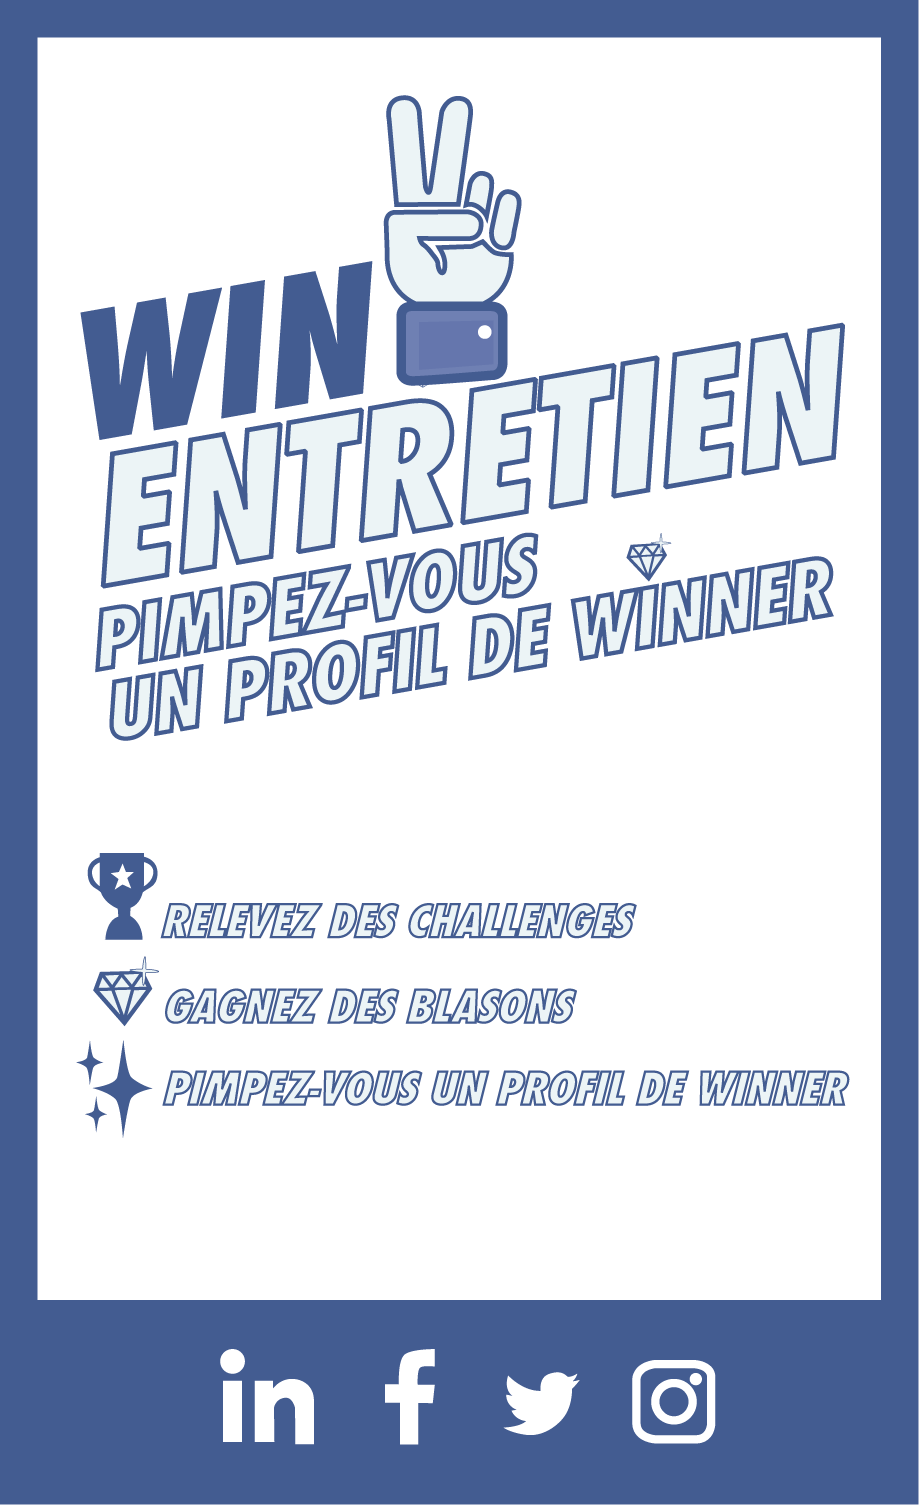 WIN
ENTRETIEN
PIMPEZ-VOUS
UN PROFIL DE WINNER
RELEVEZ DES CHALLENGES
GAGNEZ DES BLASONS
PIMPEZ-VOUS UN PROFIL DE WINNER
in f